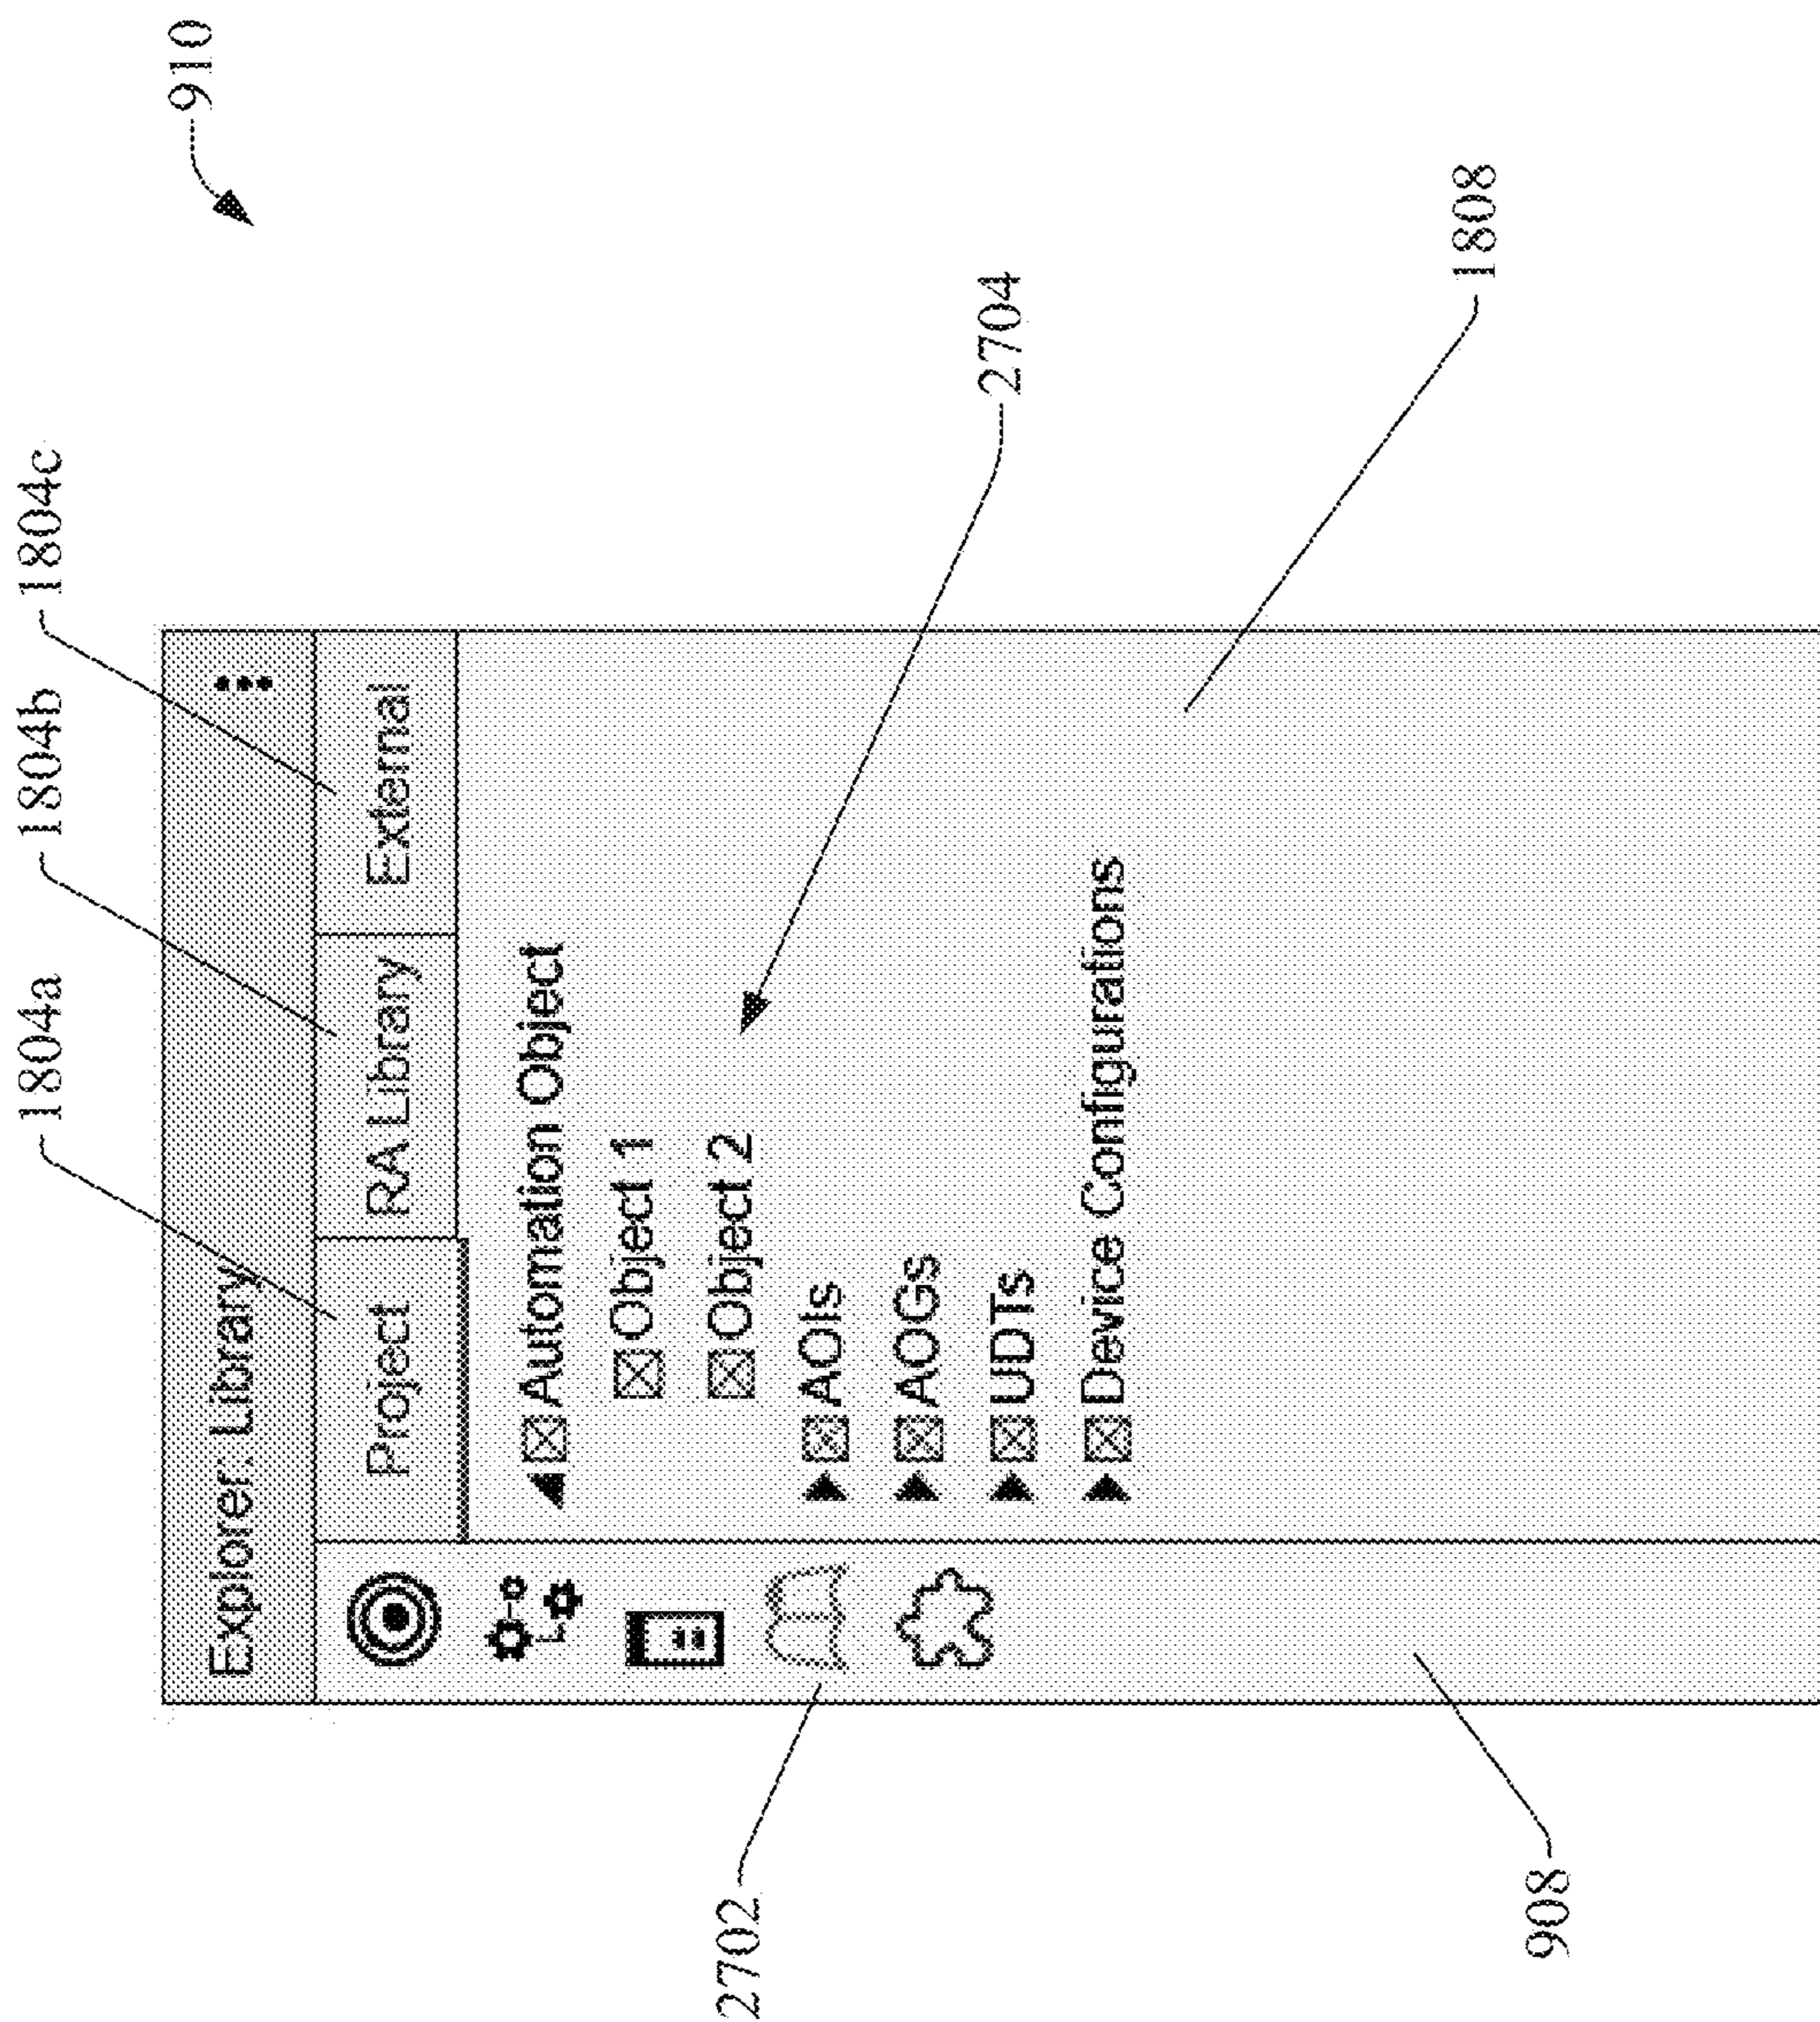 910
1804a
1804b
1804c
Explorer: Library
Project
RA Library
External
Automation Object
Object 1
Object 2
AOIs
AOGs
UDTs
Device Configurations
2702
2704
908
1808